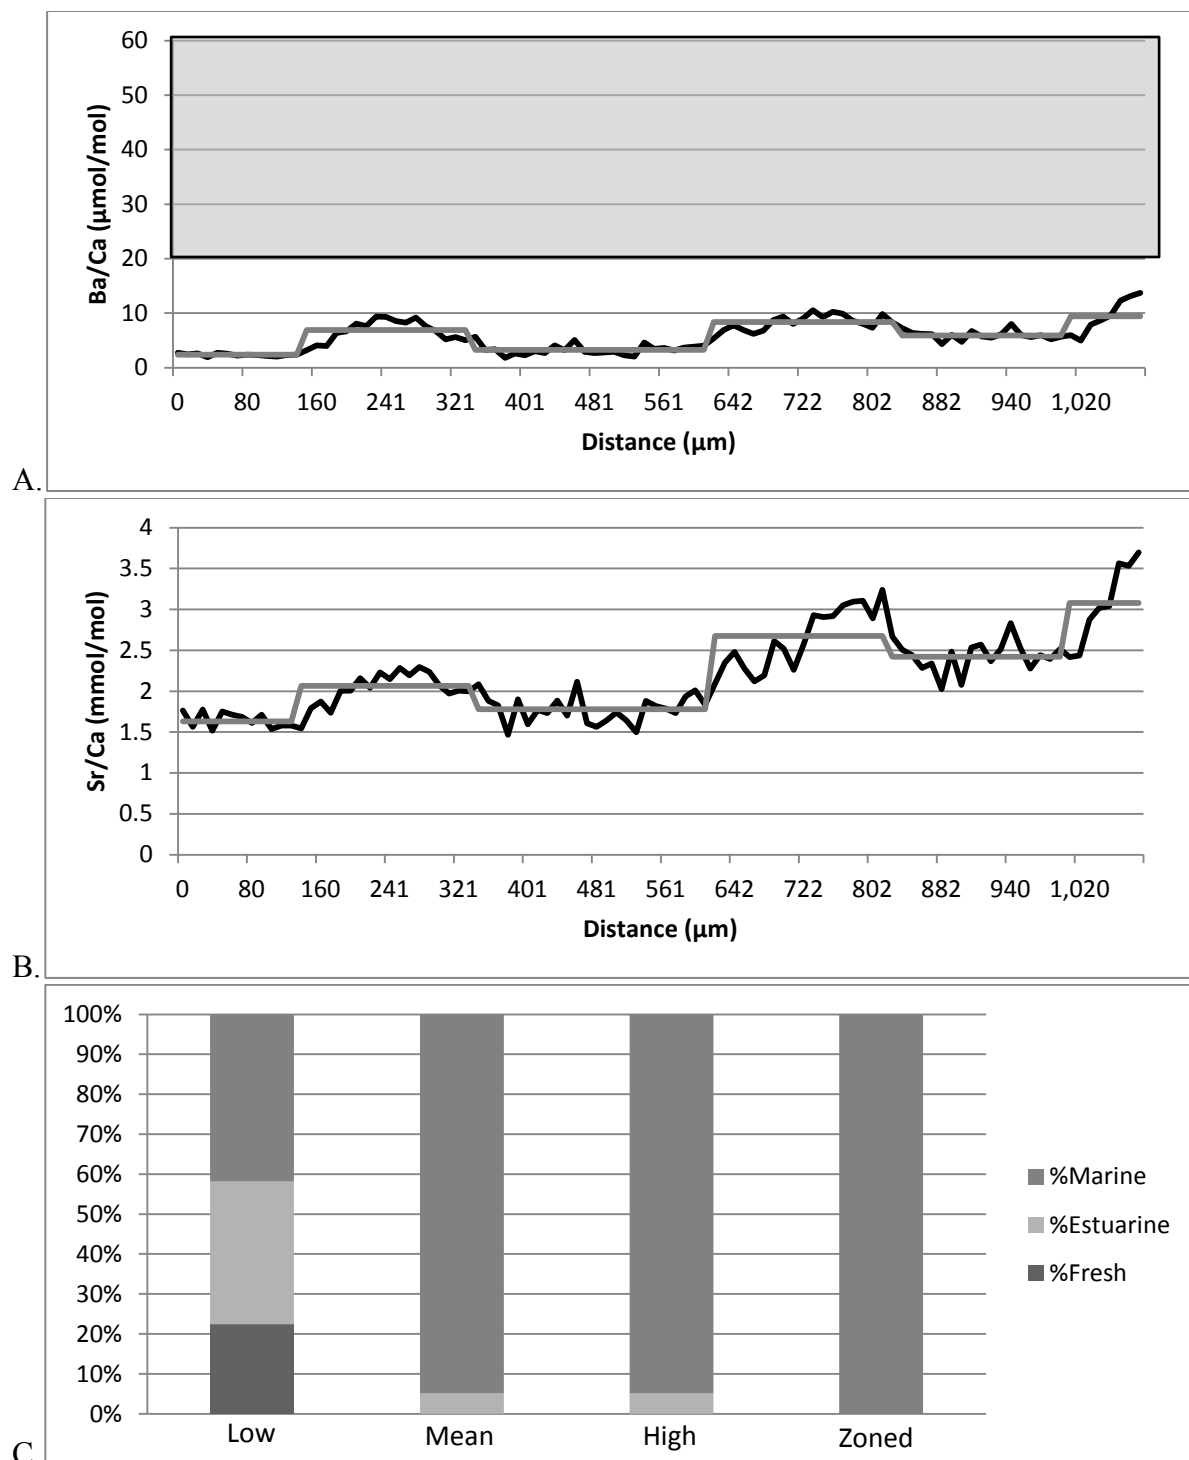 60
50
40
30
20
10
0
Ba/Ca (µmol/mol)
0 80 160 241 321 401 481 561 642 722 802 882 940 1,020
Distance (µm)
A.
4
3.5
3
2.5
2
1.5
1
0.5
0
Sr/Ca (mmol/mol)
0 80 160 241 321 401 481 561 642 722 802 882 940 1,020
Distance (µm)
B.
100%
90%
80%
70%
60%
50%
40%
30%
20%
10%
0%
Low Mean High Zoned
%Marine
%Estuarine
%Fresh
C